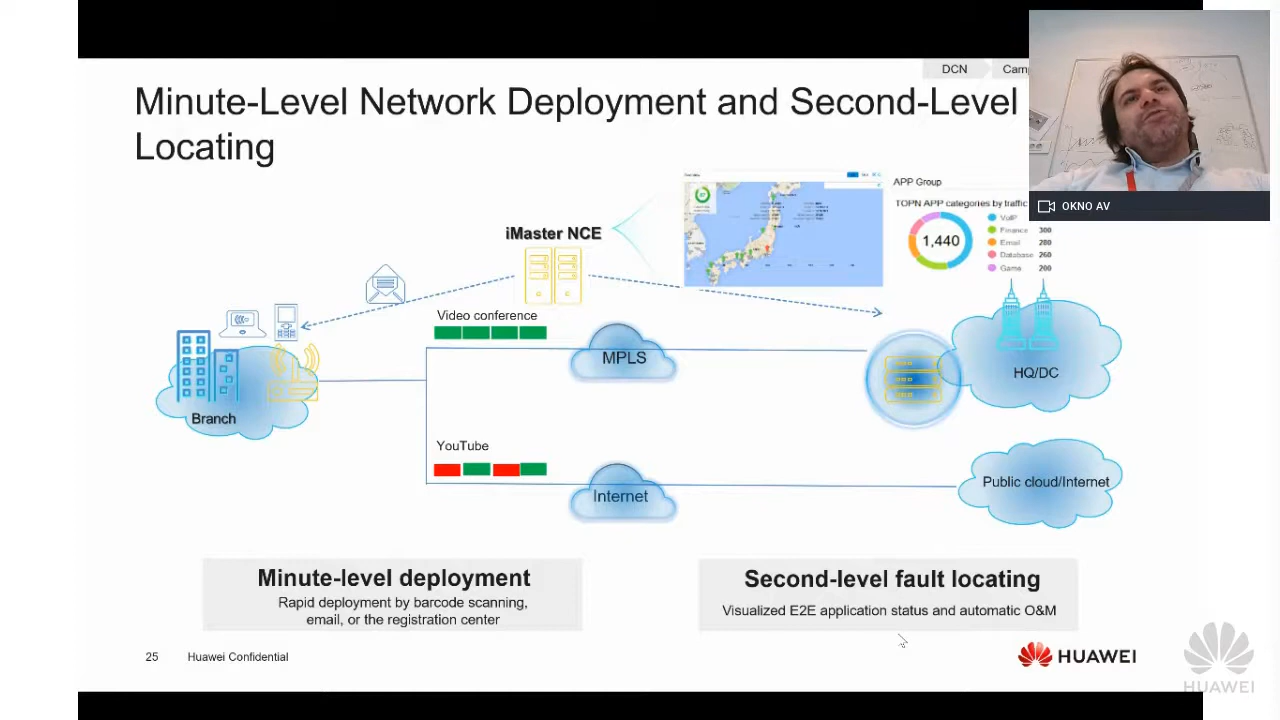 DCN
Minute-Level Network Deployment and Second-Level
Locating
OKNO AV
APP Group
TOPN APP categories by traffic
VoIP
Finance 300
1,440
Email 280
Database 260
Game 200
iMaster NCE
Video conference
MPLS
HQ/DC
Branch
YouTube
Internet
Public cloud/Internet
Minute-level deployment
Rapid deployment by barcode scanning,
email, or the registration center
Second-level fault locating
Visualized E2E application status and automatic O&M
25
Huawei Confidential
HUAWEI
HUAWEI